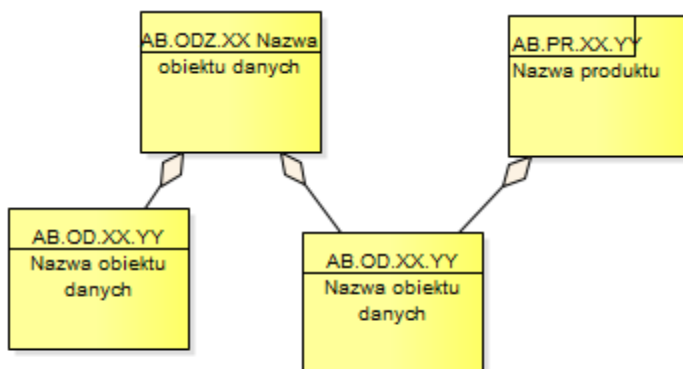 AB.ODZ.XX Nazwa
obiektu danych
AB.PR.XX.YY
Nazwa produktu
AB.OD.XX.YY
Nazwa obiektu
danych
AB.OD.XX.YY
Nazwa obiektu
danych